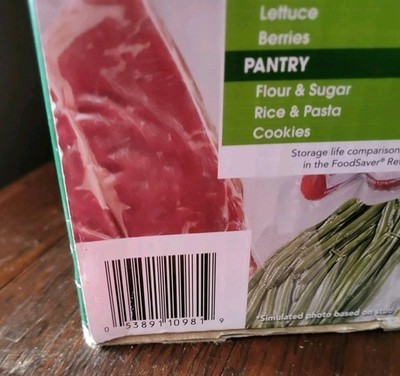 Lettuce
Berries
PANTRY
Flour & Sugar
Rice & Pasta
Cookies
Storage life comparison
in the FoodSaver® Re
*Simulated photo based on
0 53891 10981 9